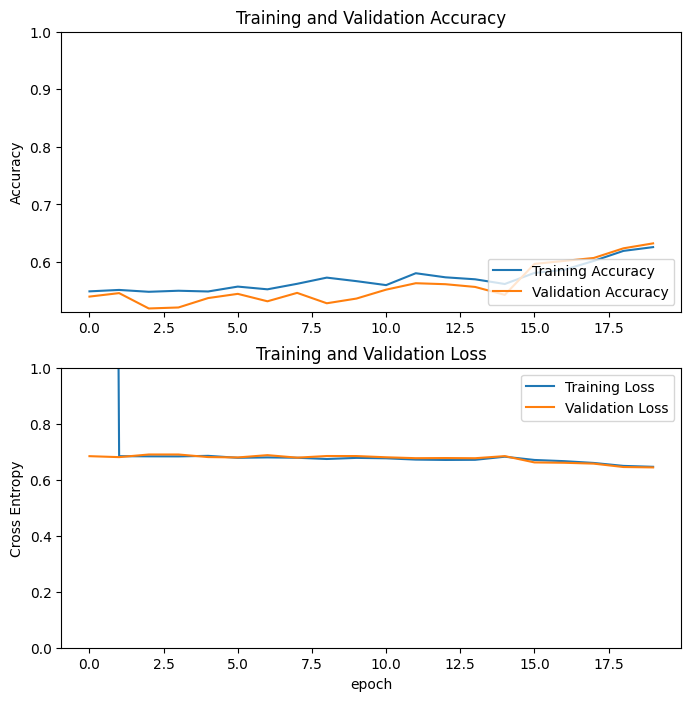 Training and Validation Accuracy
1.0
0.9
0.8
0.7
0.6
Accuracy
Training Accuracy
Validation Accuracy
0.0 2.5 5.0 7.5 10.0 12.5 15.0 17.5
Training and Validation Loss
1.0
0.8
0.6
0.4
0.2
0.0
Cross Entropy
Training Loss
Validation Loss
0.0 2.5 5.0 7.5 10.0 12.5 15.0 17.5
epoch